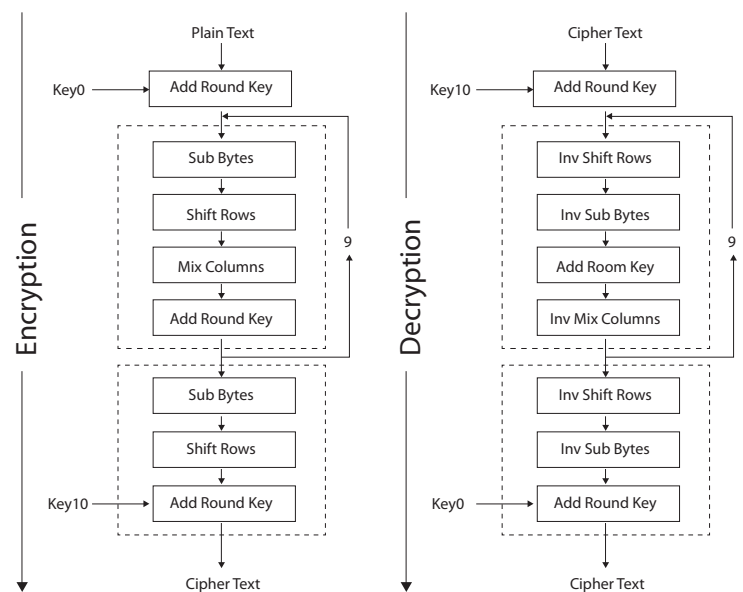 Encryption
Plain Text
Key0
Add Round Key
Sub Bytes
Shift Rows
Mix Columns
Add Round Key
9
Sub Bytes
Shift Rows
Key10
Add Round Key
Cipher Text
Decryption
Cipher Text
Key10
Add Round Key
Inv Shift Rows
Inv Sub Bytes
Add Room Key
Inv Mix Columns
9
Inv Shift Rows
Inv Sub Bytes
Key0
Add Round Key
Cipher Text